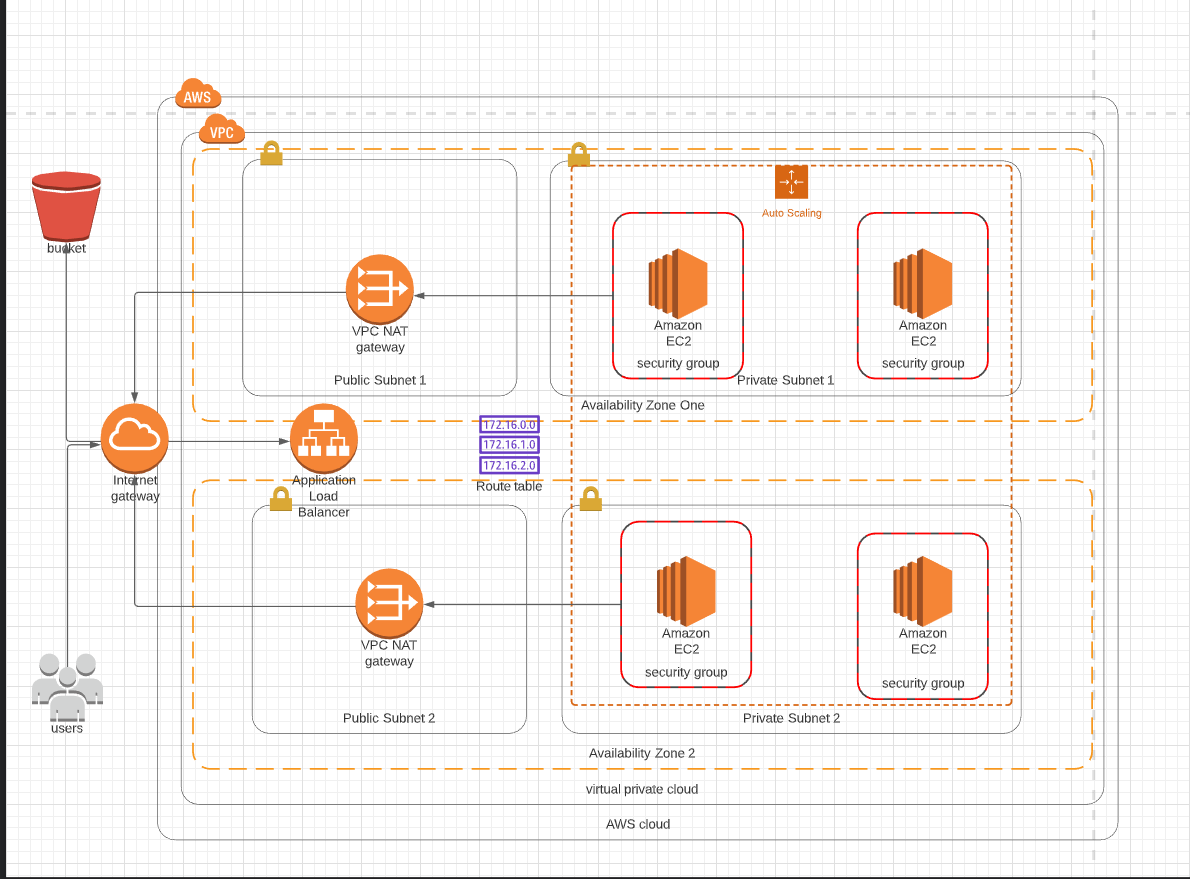 AWS
VPC
bucket
Auto Scaling
VPC NAT
gateway
Amazon
EC2
security group
Amazon
EC2
security group
Public Subnet 1
Private Subnet 1
Availability Zone One
172.16.0.0
172.16.1.0
172.16.2.0
Route table
Internet
gateway
Application
Load
Balancer
VPC NAT
gateway
Amazon
EC2
security group
Amazon
EC2
security group
users
Public Subnet 2
Private Subnet 2
Availability Zone 2
virtual private cloud
AWS cloud